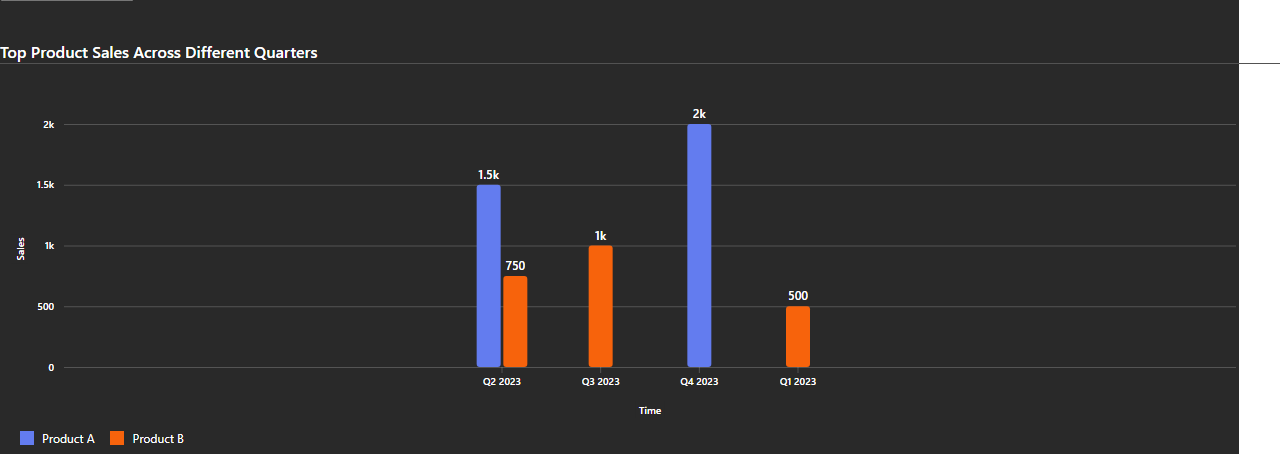 Top Product Sales Across Different Quarters
2k
2k
1.5k
1.5k
1k
1k
750
500
500
0
Sales
Q2 2023
Q3 2023
Q4 2023
Q1 2023
Time
Product A
Product B